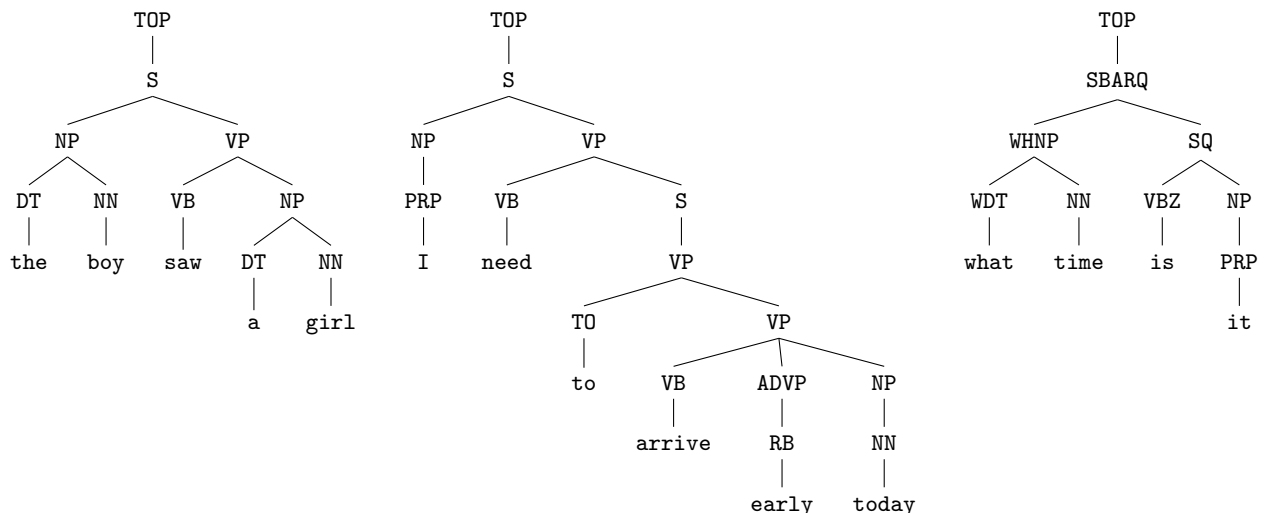 TOP TOP TOP
S S SBARQ
NP VP NP VP WHNP SQ
DT NN VB NP PRP VB S WDT NN VBZ NP
the boy saw DT NN I need VP what time is PRP
a girl TO VP it
to VB ADVP NP
arrive RB NN
early today